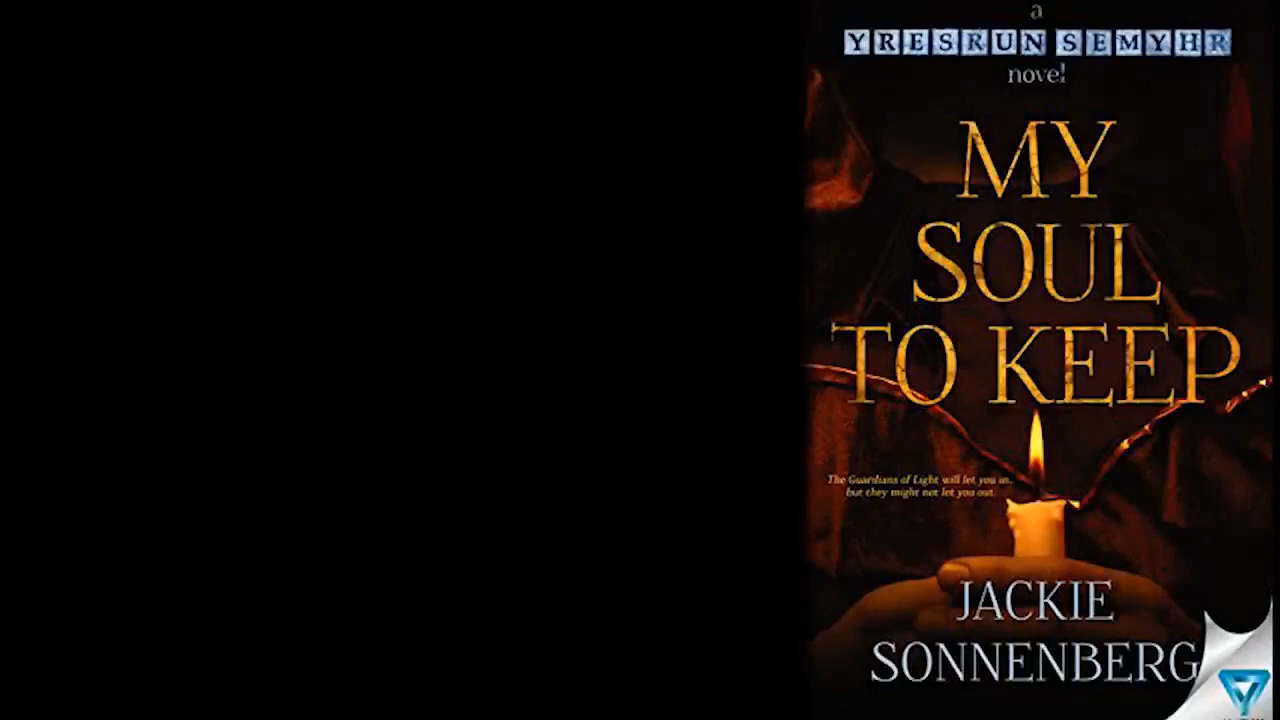 a
YRESRUN SEMYHR
novel
MY
SOUL
TO KEEP
The Guardians of Light will let you in,
but they might not let you out.
JACKIE
SONNENBERG